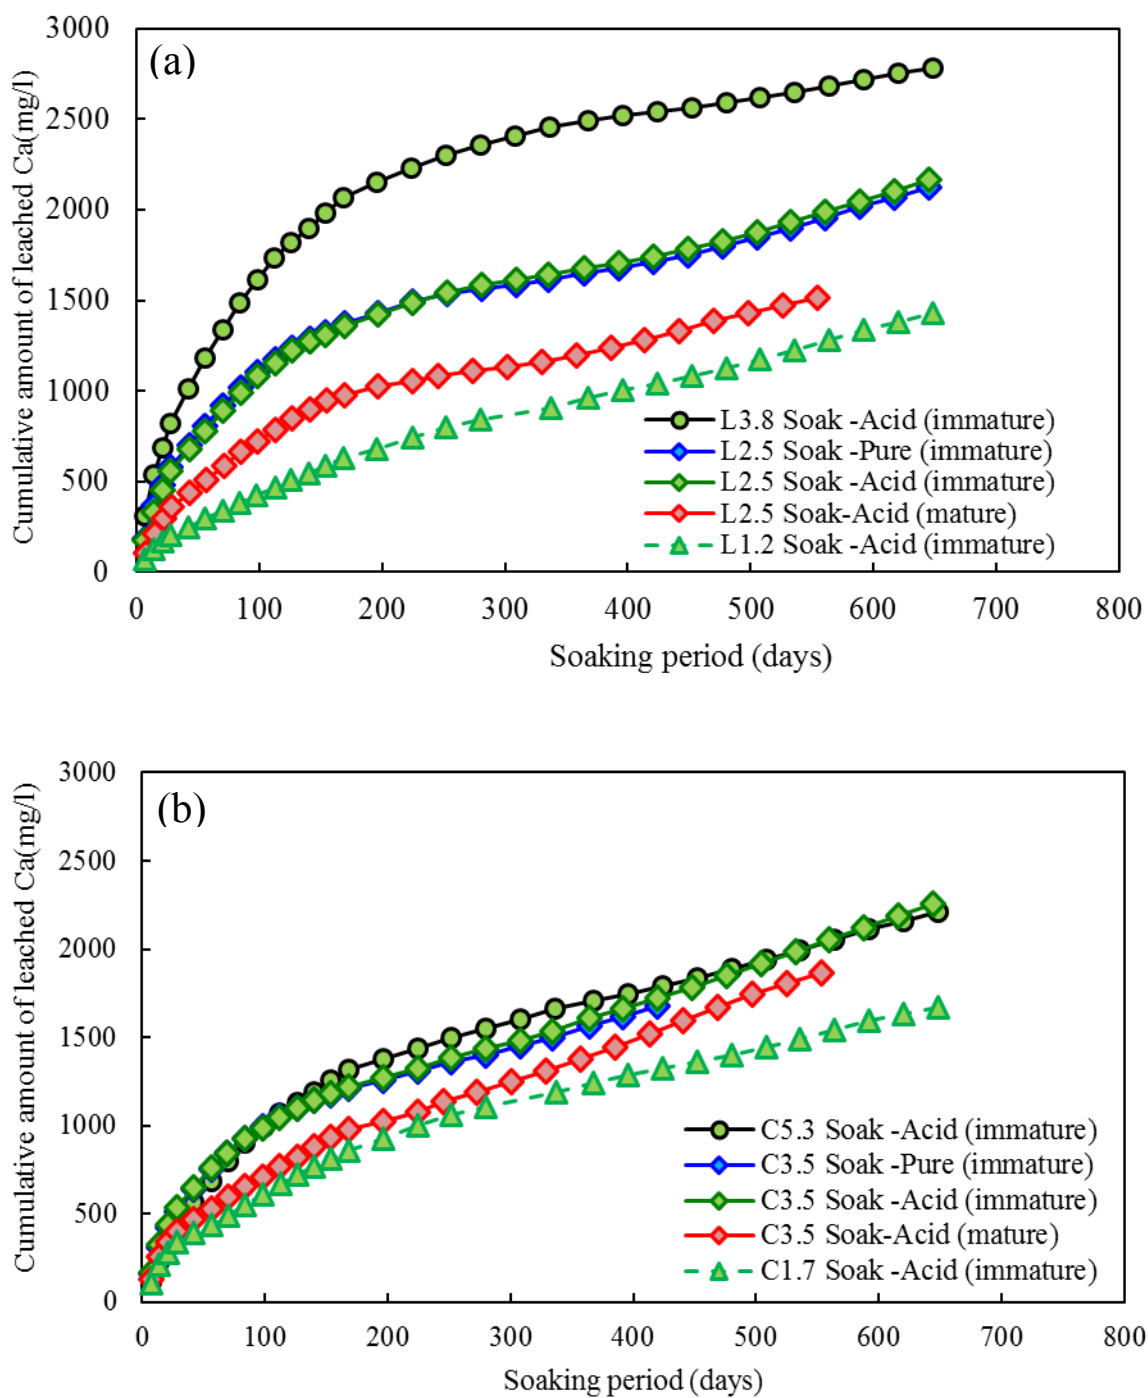 (a)
3000
2500
2000
1500
1000
500
0
Cumulative amount of leached Ca(mg/l)
L3.8 Soak -Acid (immature)
L2.5 Soak -Pure (immature)
L2.5 Soak -Acid (immature)
L2.5 Soak-Acid (mature)
L1.2 Soak -Acid (immature)
0 100 200 300 400 500 600 700 800
Soaking period (days)
(b)
3000
2500
2000
1500
1000
500
0
Cumulative amount of leached Ca(mg/l)
C5.3 Soak -Acid (immature)
C3.5 Soak -Pure (immature)
C3.5 Soak -Acid (immature)
C3.5 Soak-Acid (mature)
C1.7 Soak -Acid (immature)
0 100 200 300 400 500 600 700 800
Soaking period (days)